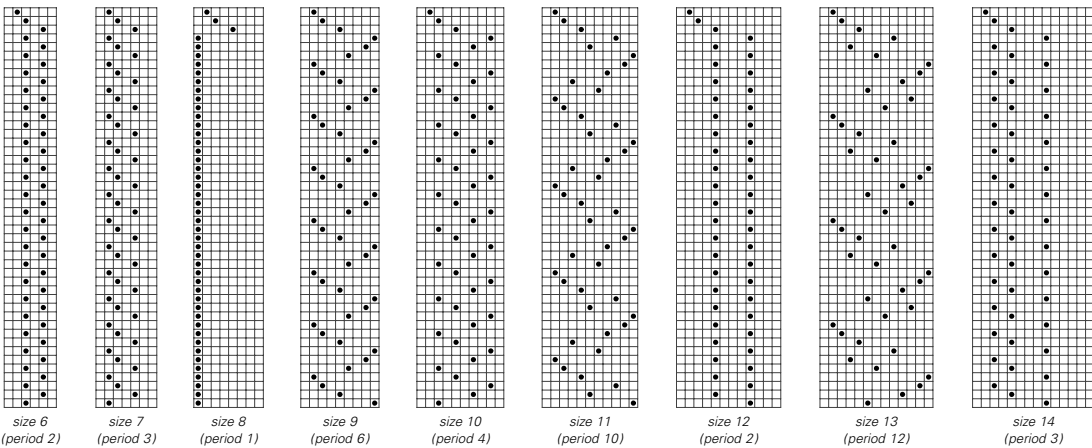 size 6
(period 2)
size 7
(period 3)
size 8
(period 1)
size 9
(period 6)
size 10
(period 4)
size 11
(period 10)
size 12
(period 2)
size 13
(period 12)
size 14
(period 3)